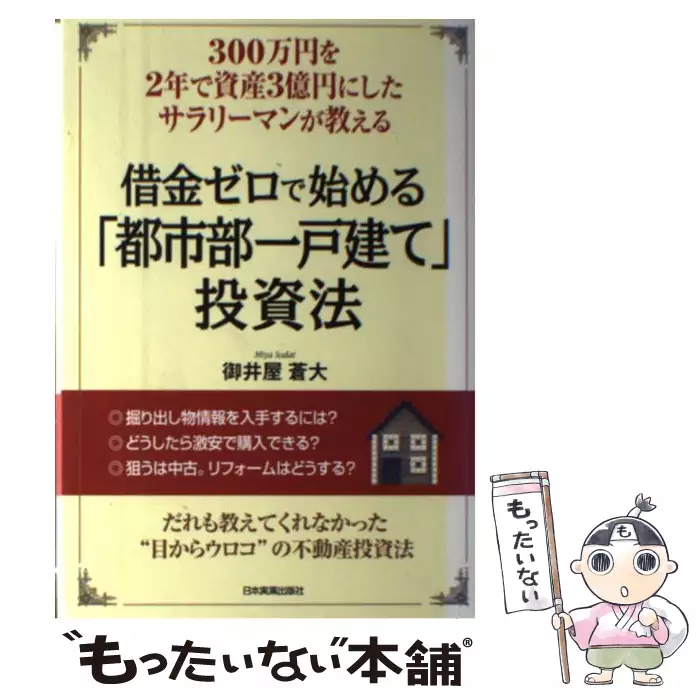 300万円を
2年で資産3億円にした
サラリーマンが教える
借金ゼロで始める
「都市部一戸建て」
投資法
御井屋 蒼大
◎掘り出し物情報を入手するには？
◎どうしたら激安で購入できる？
◎狙うは中古。リフォームはどうする？
だれも教えてくれなかった
“目からウロコ”の不動産投資法
日本実業出版社
も
もったいない
“もったいない本舗®